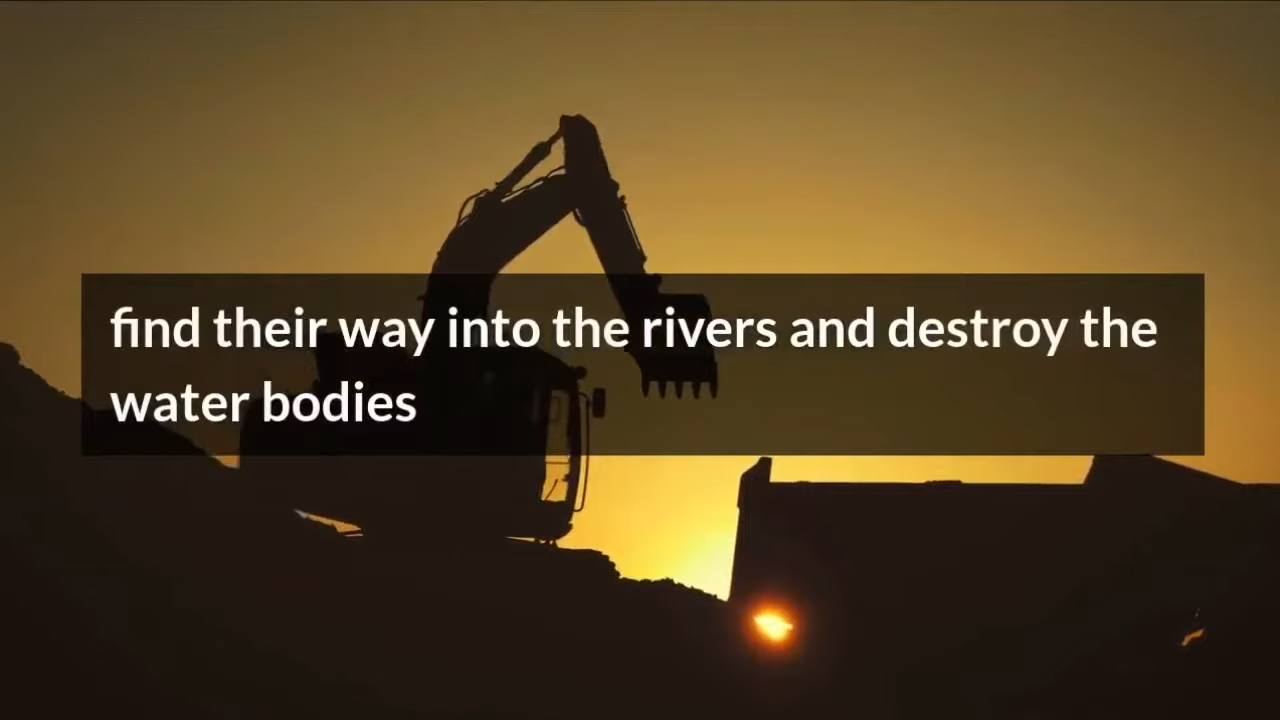 find their way into the rivers and destroy the
water bodies